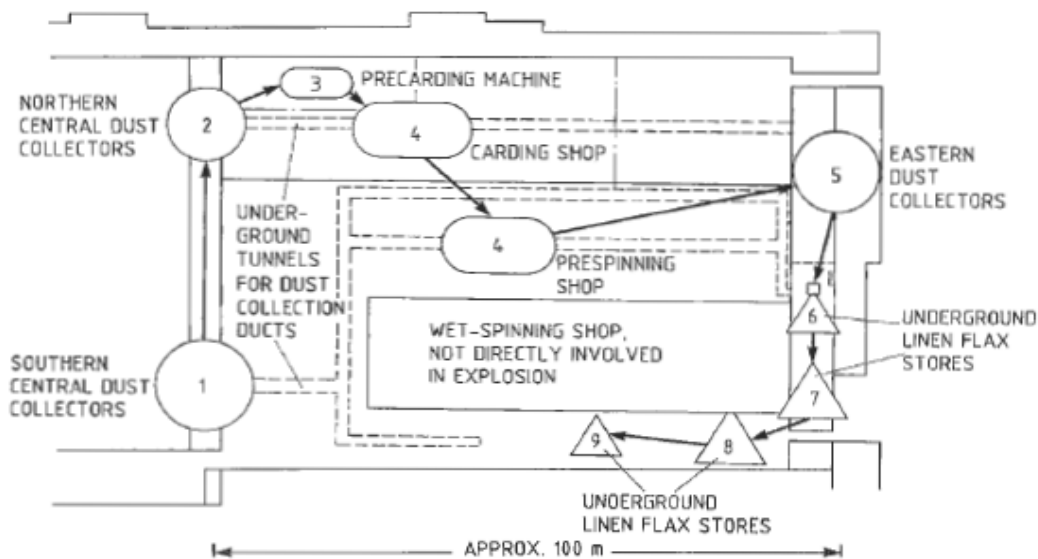 3
PRECARDING MACHINE
NORTHERN
CENTRAL DUST
COLLECTORS
2
4
CARDING SHOP
5
EASTERN
DUST
COLLECTORS
UNDER-
GROUND
TUNNELS
FOR DUST
COLLECTION
DUCTS
4
PRESPINNING
SHOP
WET-SPINNING SHOP,
NOT DIRECTLY INVOLVED
IN EXPLOSION
6
UNDERGROUND
LINEN FLAX
STORES
SOUTHERN
CENTRAL DUST
COLLECTORS
1
7
9
8
UNDERGROUND
LINEN FLAX STORES
APPROX. 100 m